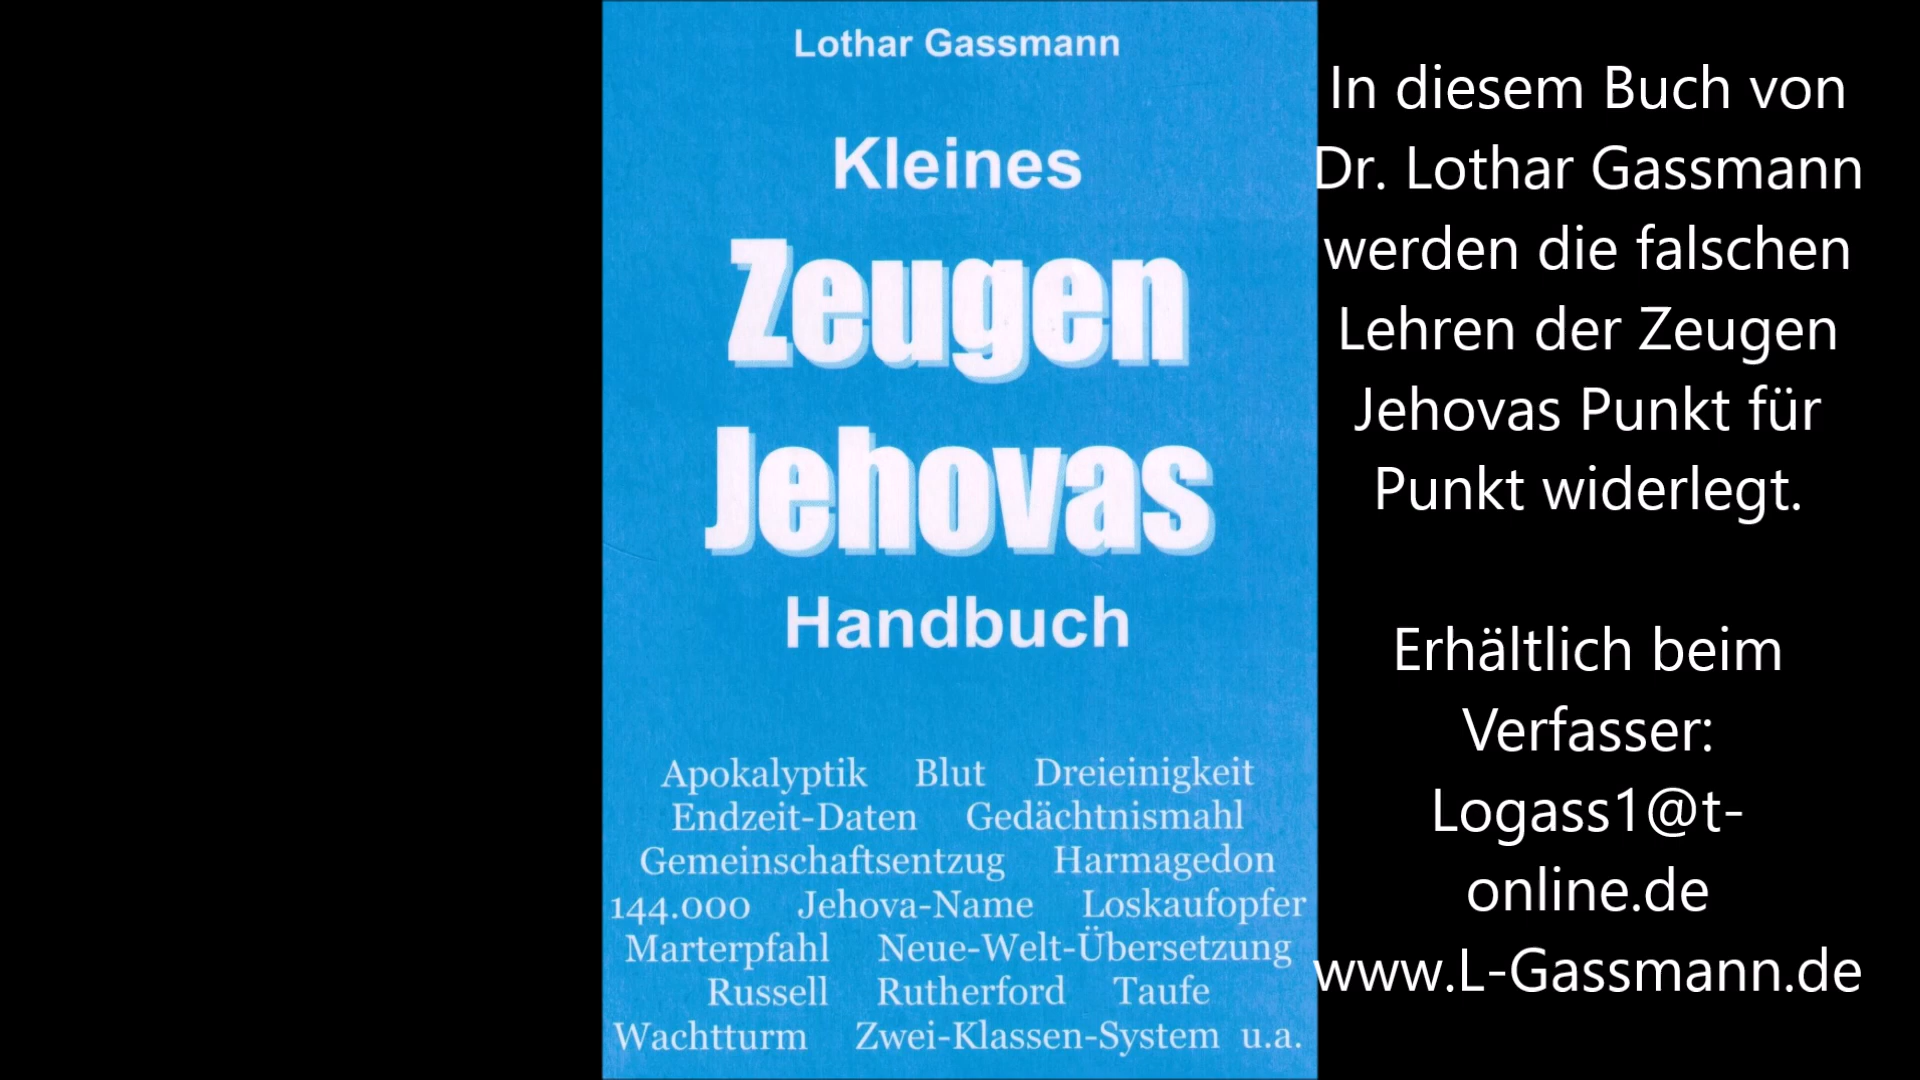 Lothar Gassmann
Kleines
Zeugen
Jehovas
Handbuch
Apokalyptik Blut Dreieinigkeit
Endzeit-Daten Gedächtnismahl
Gemeinschaftsentzug Harmagedon
144.000 Jehova-Name Loskaufopfer
Marterpfahl Neue-Welt-Übersetzung
Russell Rutherford Taufe
Wachtturm Zwei-Klassen-System u.a.
In diesem Buch von
Dr. Lothar Gassmann
werden die falschen
Lehren der Zeugen
Jehovas Punkt für
Punkt widerlegt.
Erhältlich beim
Verfasser:
Logass1@t-
online.de
www.L-Gassmann.de